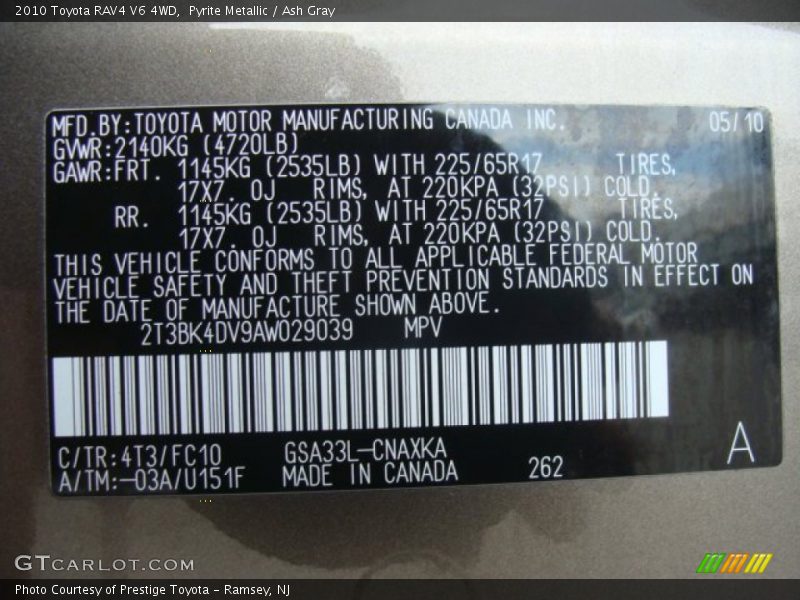 2010 Toyota RAV4 V6 4WD, Pyrite Metallic / Ash Gray
MFD.BY:TOYOTA MOTOR MANUFACTURING CANADA INC. 05/10
GVWR:2140KG (4720LB)
GAWR:FRT. 1145KG (2535LB) WITH 225/65R17 TIRES,
17X7. 0J RIMS, AT 220KPA (32PSI) COLD.
RR. 1145KG (2535LB) WITH 225/65R17 TIRES,
17X7. 0J RIMS, AT 220KPA (32PSI) COLD.
THIS VEHICLE CONFORMS TO ALL APPLICABLE FEDERAL MOTOR
VEHICLE SAFETY AND THEFT PREVENTION STANDARDS IN EFFECT ON
THE DATE OF MANUFACTURE SHOWN ABOVE.
2T3BK4DV9AW029039 MPV
C/TR:4T3/FC10 GSA33L-CNAXKA
A/TM:-03A/U151F MADE IN CANADA 262 A
GTCARLOT.COM
Photo Courtesy of Prestige Toyota - Ramsey, NJ